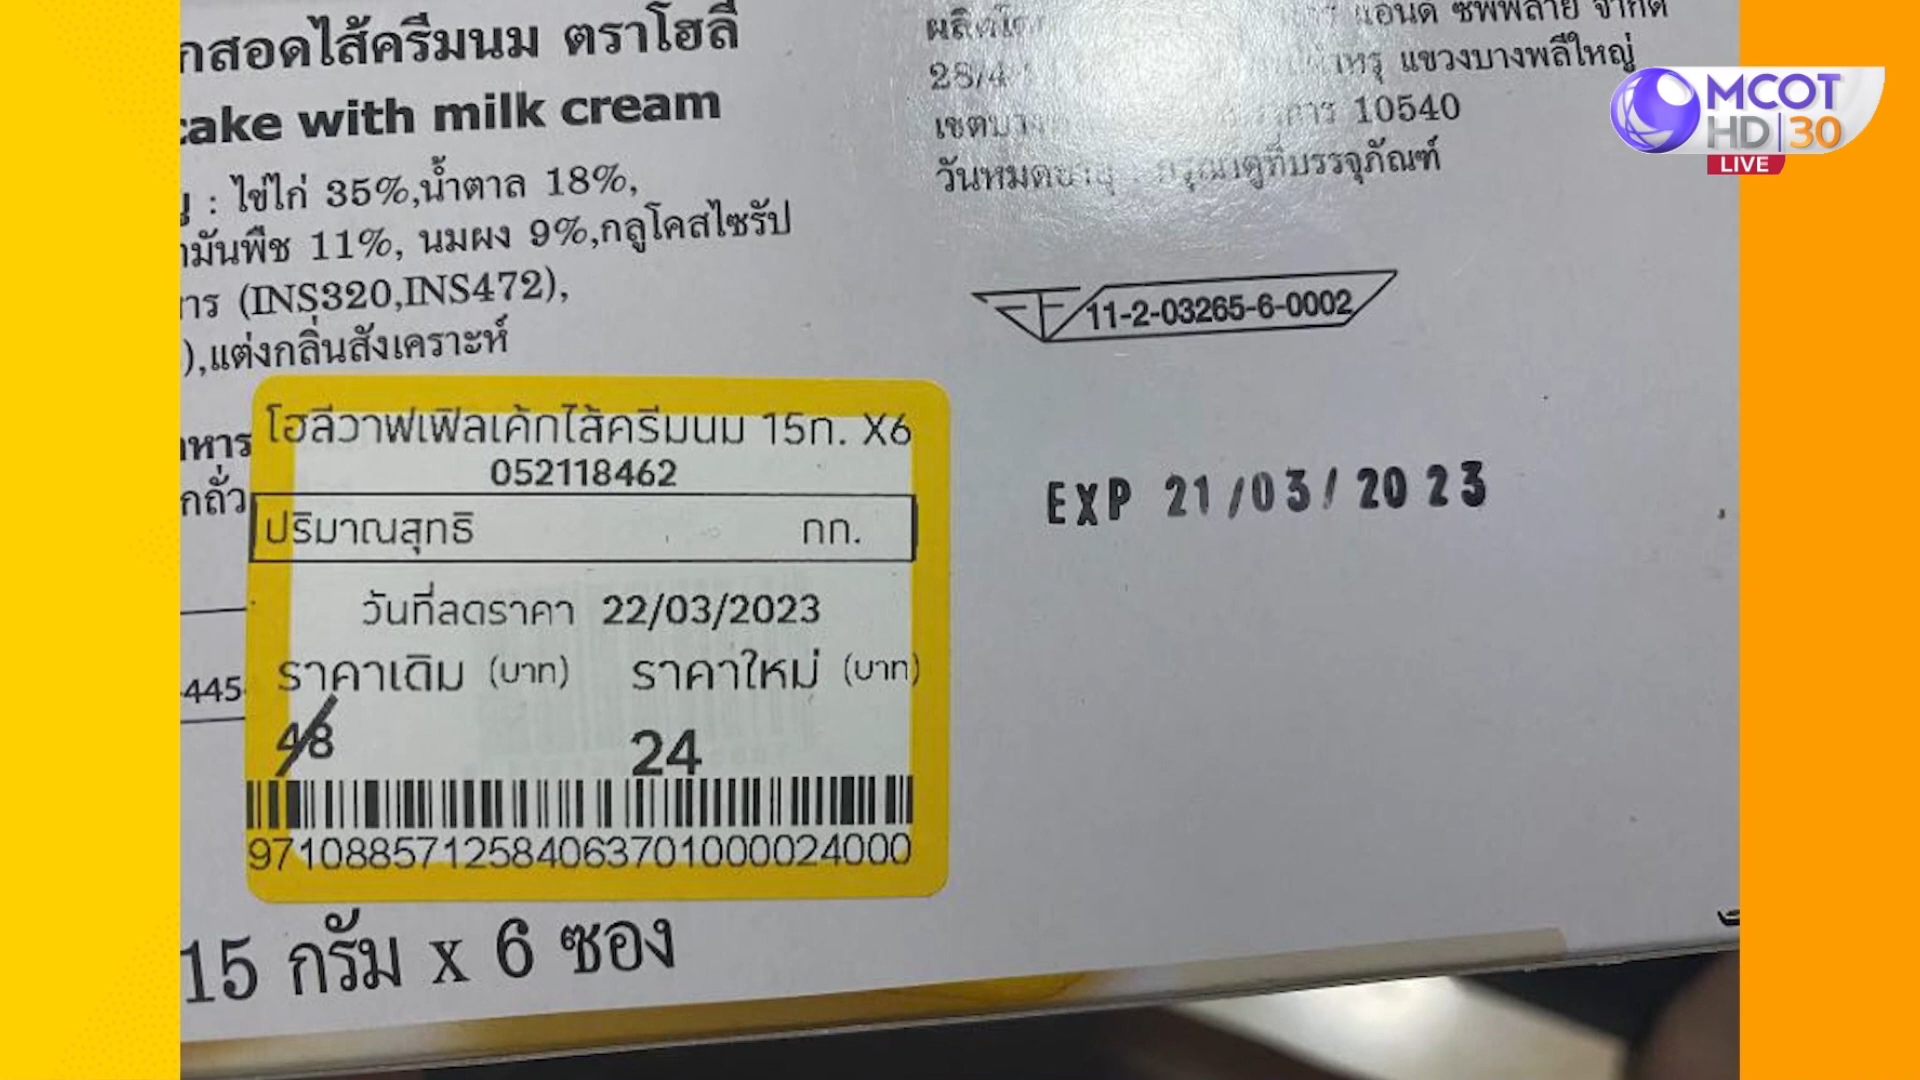 กสอดไส้ครีมนม ตราโฮลี
cake with milk cream
: ไข่ไก่ 35%,น้ำตาล 18%,
ามันพืช 11%, นมผง 9%,กลูโคสไซรัป
าร (INS320,INS472),
),แต่งกลิ่นสังเคราะห์
าหาร
กถั่ว
445
ผลิตโดย แอนด์ ซัพพลาย จำกัด
28/4 แขวงบางพลีใหญ่
10540
วันหมดอายุ : กรุณาดูที่บรรจุภัณฑ์
11-2-03265-6-0002
EXP 21/03/2023
โฮลีวาฟเฟิลเค้กไส้ครีมนม 15ก. X6
052118462
ปริมาณสุทธิ กก.
วันที่ลดราคา 22/03/2023
ราคาเดิม (บาท) ราคาใหม่ (บาท)
48 24
9710885712584063701000024000
15 กรัม x 6 ซอง
MCOT
HD 30
LIVE